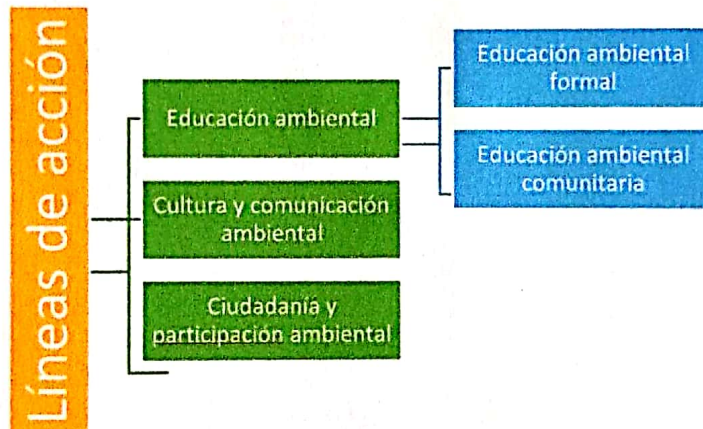 Líneas de acción
Educación ambiental
Cultura y comunicación
ambiental
Ciudadanía y
participación ambiental
Educación ambiental
formal
Educación ambiental
comunitaria